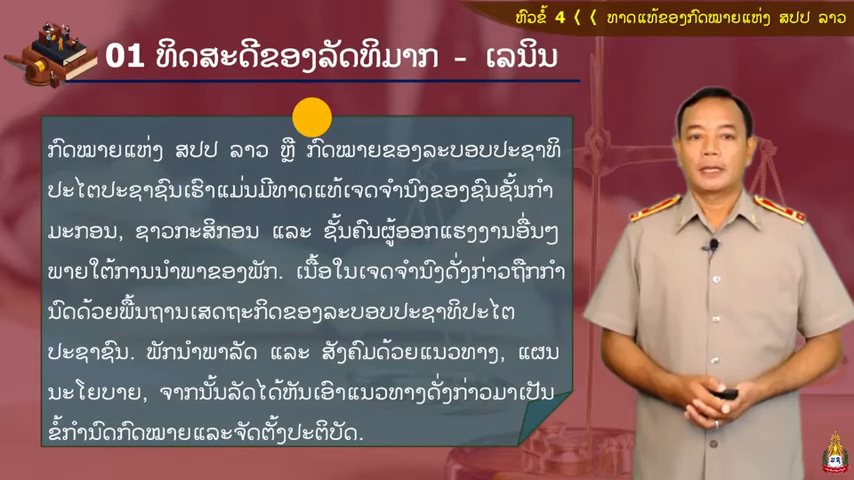 ຫົວຂໍ້ 4 ⟨ ⟨ ທາດແທ້ຂອງກົດໝາຍແຫ່ງ ສປປ ລາວ
01 ທິດສະດີຂອງລັດທິມາກ - ເລນິນ
ກົດໝາຍແຫ່ງ ສປປ ລາວ ຫຼື ກົດໝາຍຂອງລະບອບປະຊາທິ
ປະໄຕປະຊາຊົນເຮົາແມ່ນມີທາດແທ້ເຈດຈຳນົງຂອງຊົນຊັ້ນກຳ
ມະກອນ, ຊາວກະສິກອນ ແລະ ຊັ້ນຄົນຜູ້ອອກແຮງງານອື່ນໆ
ພາຍໃຕ້ການນຳພາຂອງພັກ. ເນື້ອໃນເຈດຈຳນົງດັ່ງກ່າວຖືກກຳ
ນົດດ້ວຍພື້ນຖານເສດຖະກິດຂອງລະບອບປະຊາທິປະໄຕ
ປະຊາຊົນ. ພັກນຳພາລັດ ແລະ ສັງຄົມດ້ວຍແນວທາງ, ແຜນ
ນະໂຍບາຍ, ຈາກນັ້ນລັດໄດ້ຫັນເອົາແນວທາງດັ່ງກ່າວມາເປັນ
ຂໍ້ກຳນົດກົດໝາຍແລະຈັດຕັ້ງປະຕິບັດ.